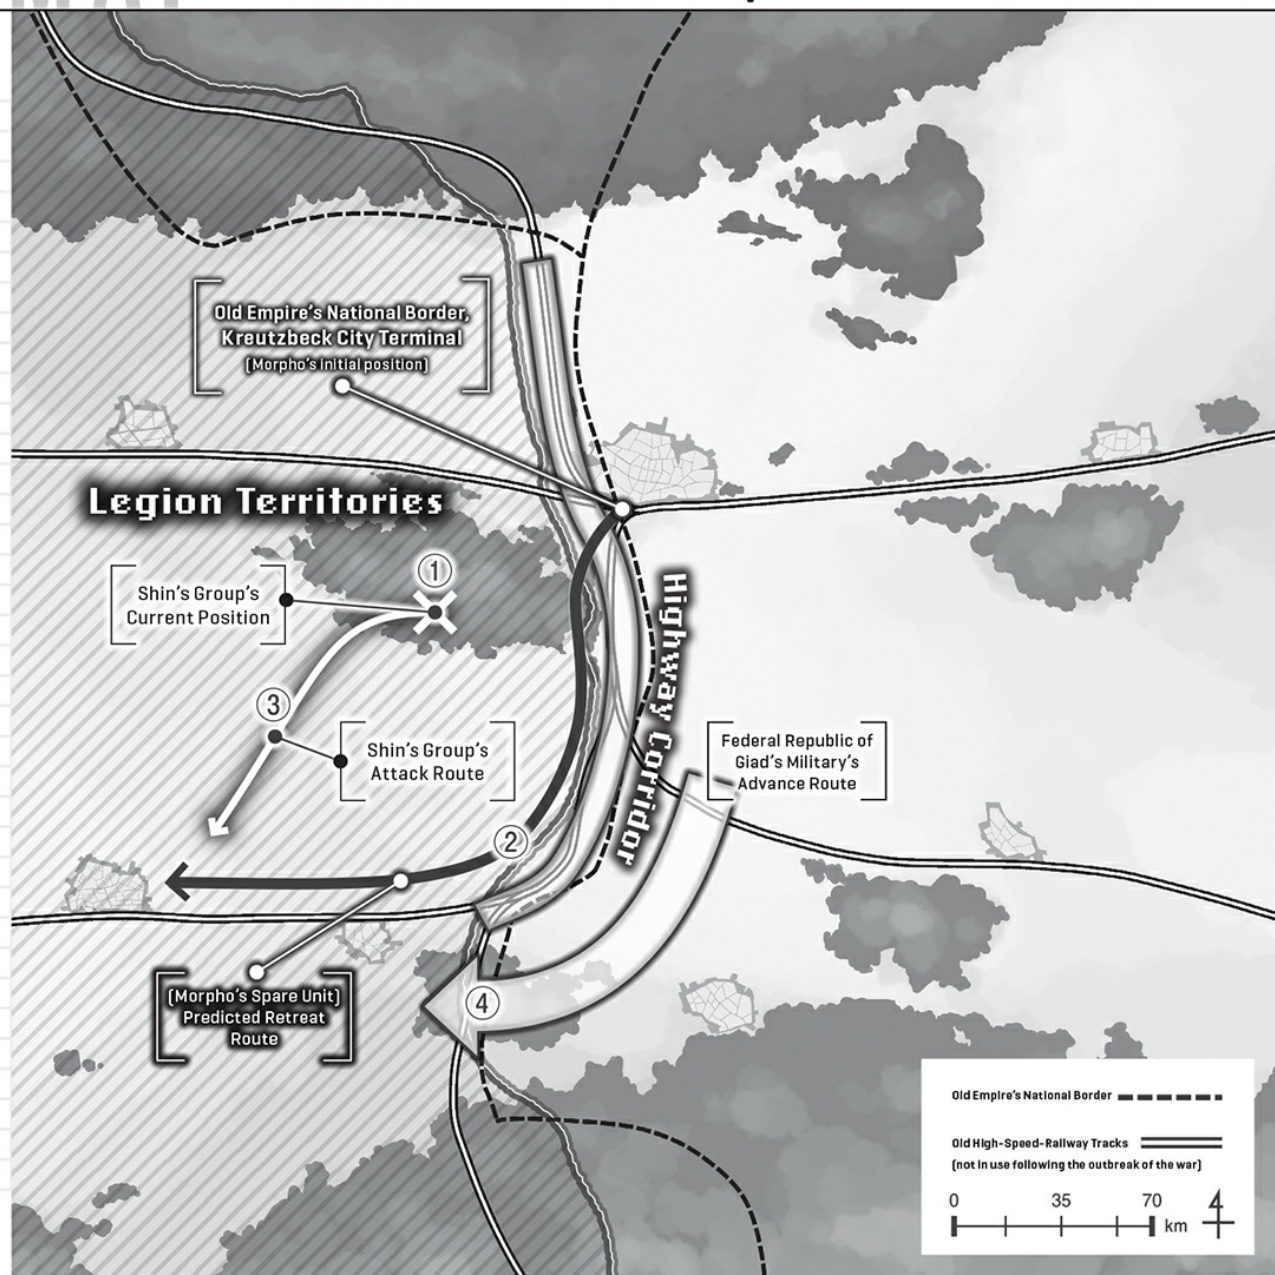 Old Empire's National Border,
Kreutzbeck City Terminal
(Morpho's initial position)
Legion Territories
①
Shin's Group's
Current Position
Highway Corridor
③
Shin's Group's
Attack Route
Federal Republic of
Giad's Military's
Advance Route
②
(Morpho's Spare Unit)
Predicted Retreat
Route
④
Old Empire's National Border
Old High-Speed-Railway Tracks
(not in use following the outbreak of the war)
0 35 70
km
4